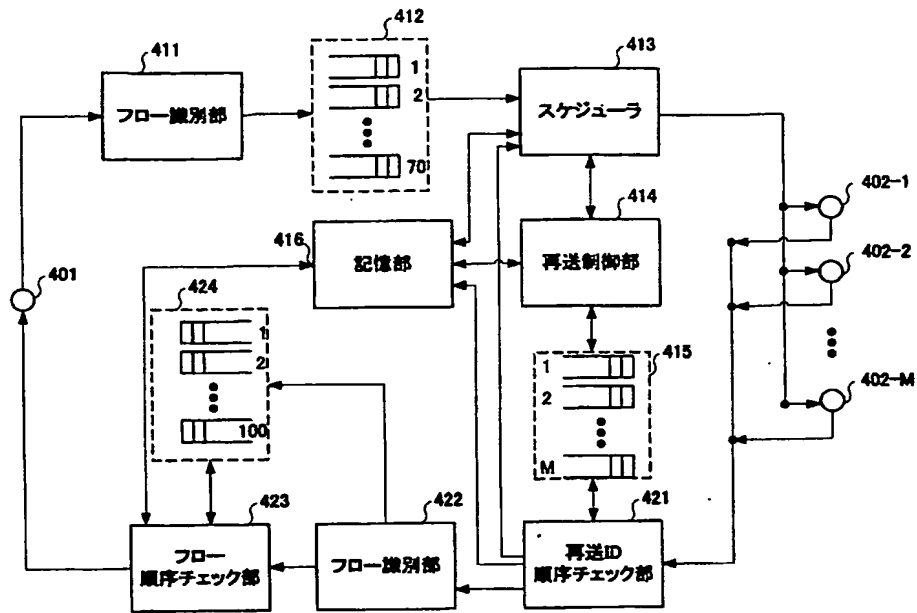 411
フロー識別部
412
1
2
70
413
スケジューラ
402-1
414
再送制御部
416
記憶部
402-2
401
424
1
2
100
415
1
2
M
402-M
423
フロー
順序チェック部
422
フロー識別部
421
再送ID
順序チェック部